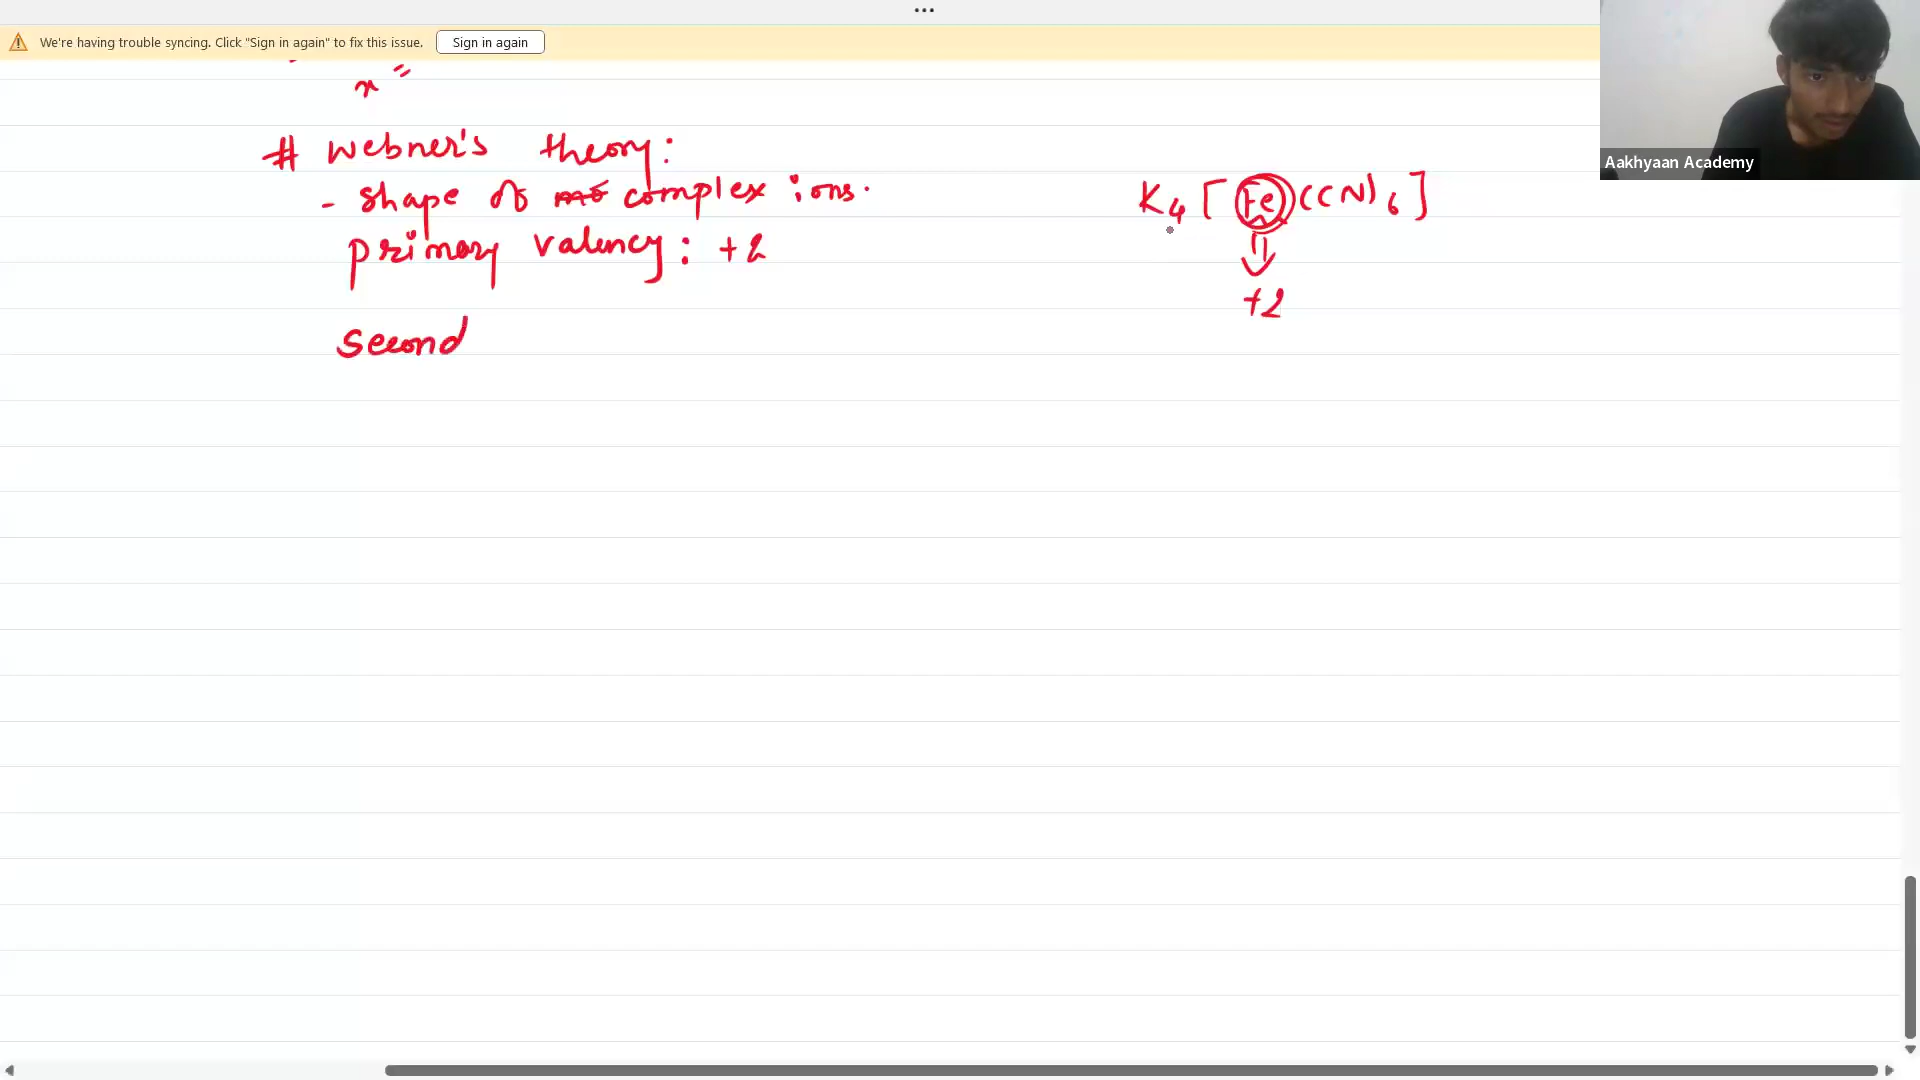 •••
We're having trouble syncing. Click "Sign in again" to fix this issue. Sign in again
Aakhyaan Academy
x =
# Webner's theory:
- shape of complex ions.
primary valency: +2
Second
K4 [Fe(CN)6]
+2